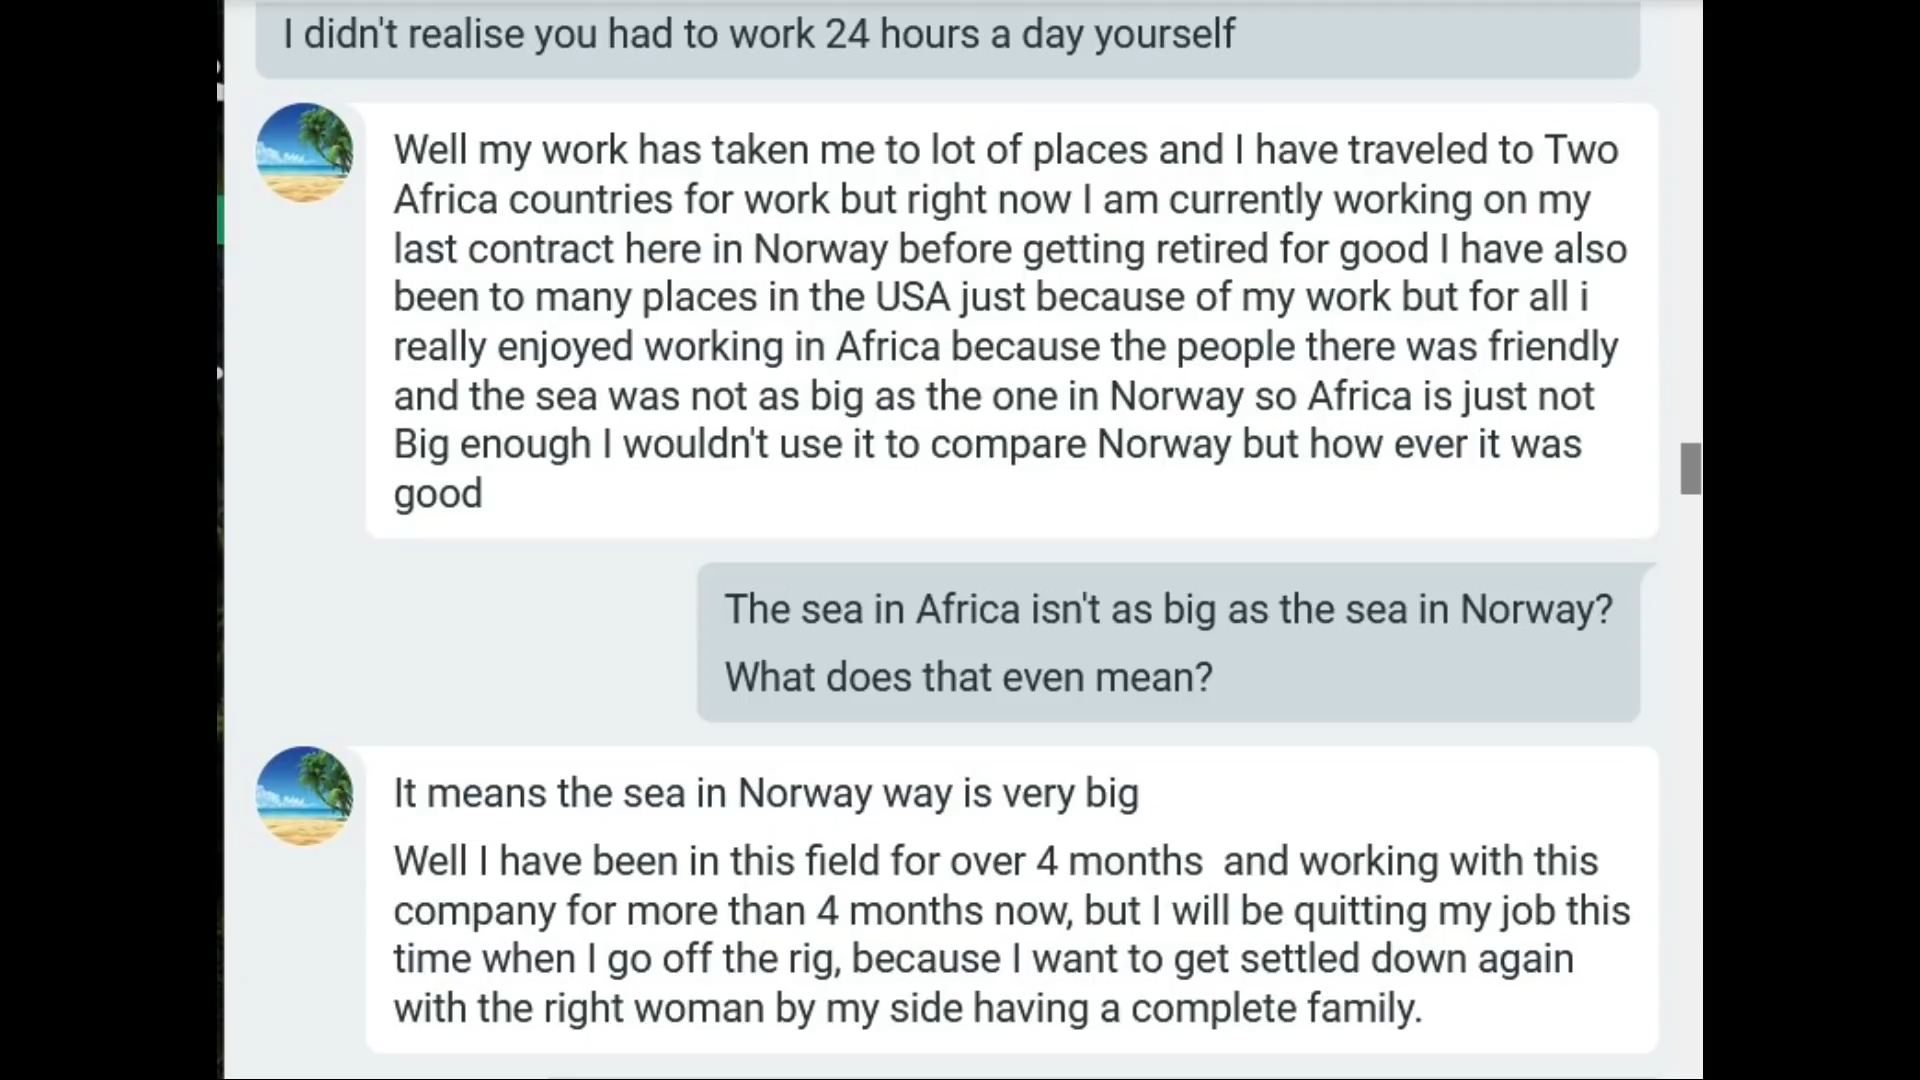 I didn't realise you had to work 24 hours a day yourself
Well my work has taken me to lot of places and I have traveled to Two
Africa countries for work but right now I am currently working on my
last contract here in Norway before getting retired for good I have also
been to many places in the USA just because of my work but for all i
really enjoyed working in Africa because the people there was friendly
and the sea was not as big as the one in Norway so Africa is just not
Big enough I wouldn't use it to compare Norway but how ever it was
good
The sea in Africa isn't as big as the sea in Norway?
What does that even mean?
It means the sea in Norway way is very big
Well I have been in this field for over 4 months  and working with this
company for more than 4 months now, but I will be quitting my job this
time when I go off the rig, because I want to get settled down again
with the right woman by my side having a complete family.